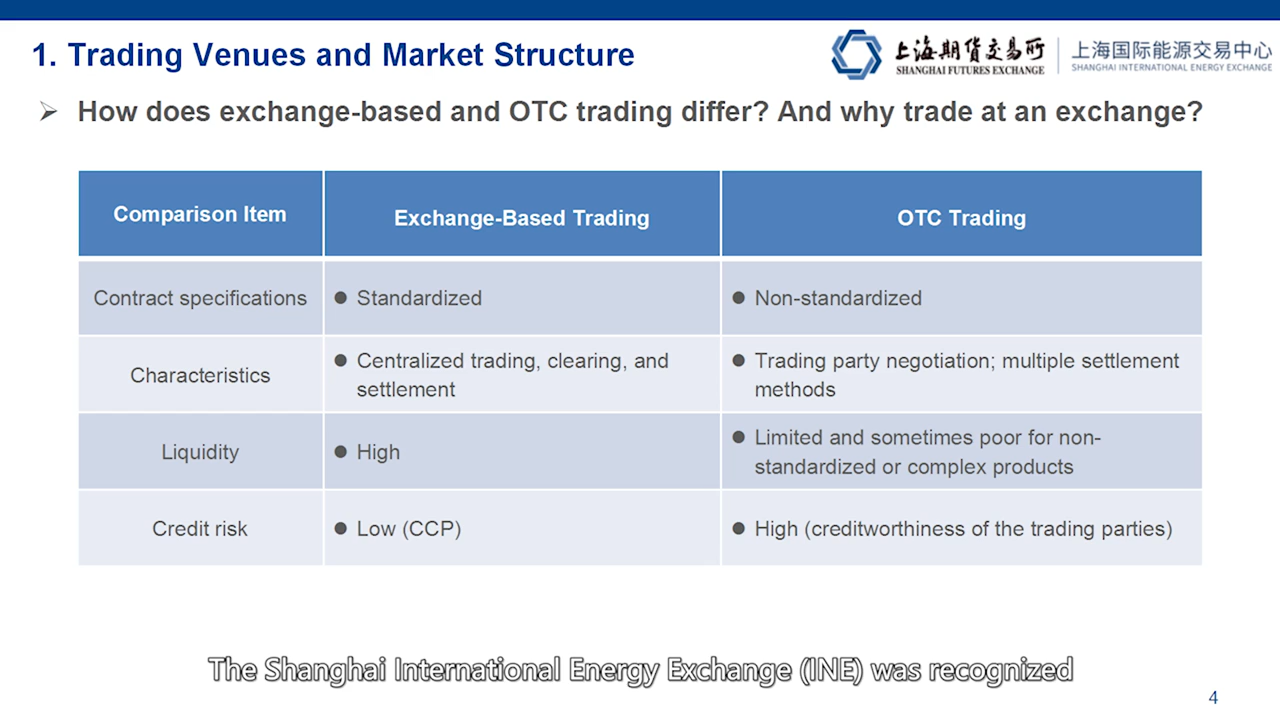 1. Trading Venues and Market Structure
上海期货交易所
SHANGHAI FUTURES EXCHANGE
上海国际能源交易中心
SHANGHAI INTERNATIONAL ENERGY EXCHANGE
How does exchange-based and OTC trading differ? And why trade at an exchange?
Comparison Item
Exchange-Based Trading
OTC Trading
Contract specifications
Standardized
Non-standardized
Characteristics
Centralized trading, clearing, and
settlement
Trading party negotiation; multiple settlement
methods
Liquidity
High
Limited and sometimes poor for non-
standardized or complex products
Credit risk
Low (CCP)
High (creditworthiness of the trading parties)
The Shanghai International Energy Exchange (INE) was recognized
4